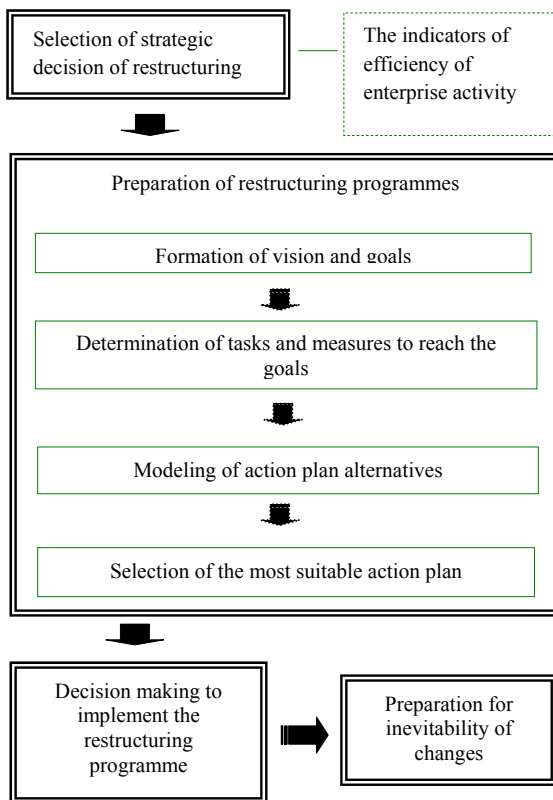 Selection of strategic
decision of restructuring
The indicators of
efficiency of
enterprise activity
Preparation of restructuring programmes
Formation of vision and goals
Determination of tasks and measures to reach the
goals
Modeling of action plan alternatives
Selection of the most suitable action plan
Decision making to
implement the
restructuring
programme
Preparation for
inevitability of
changes